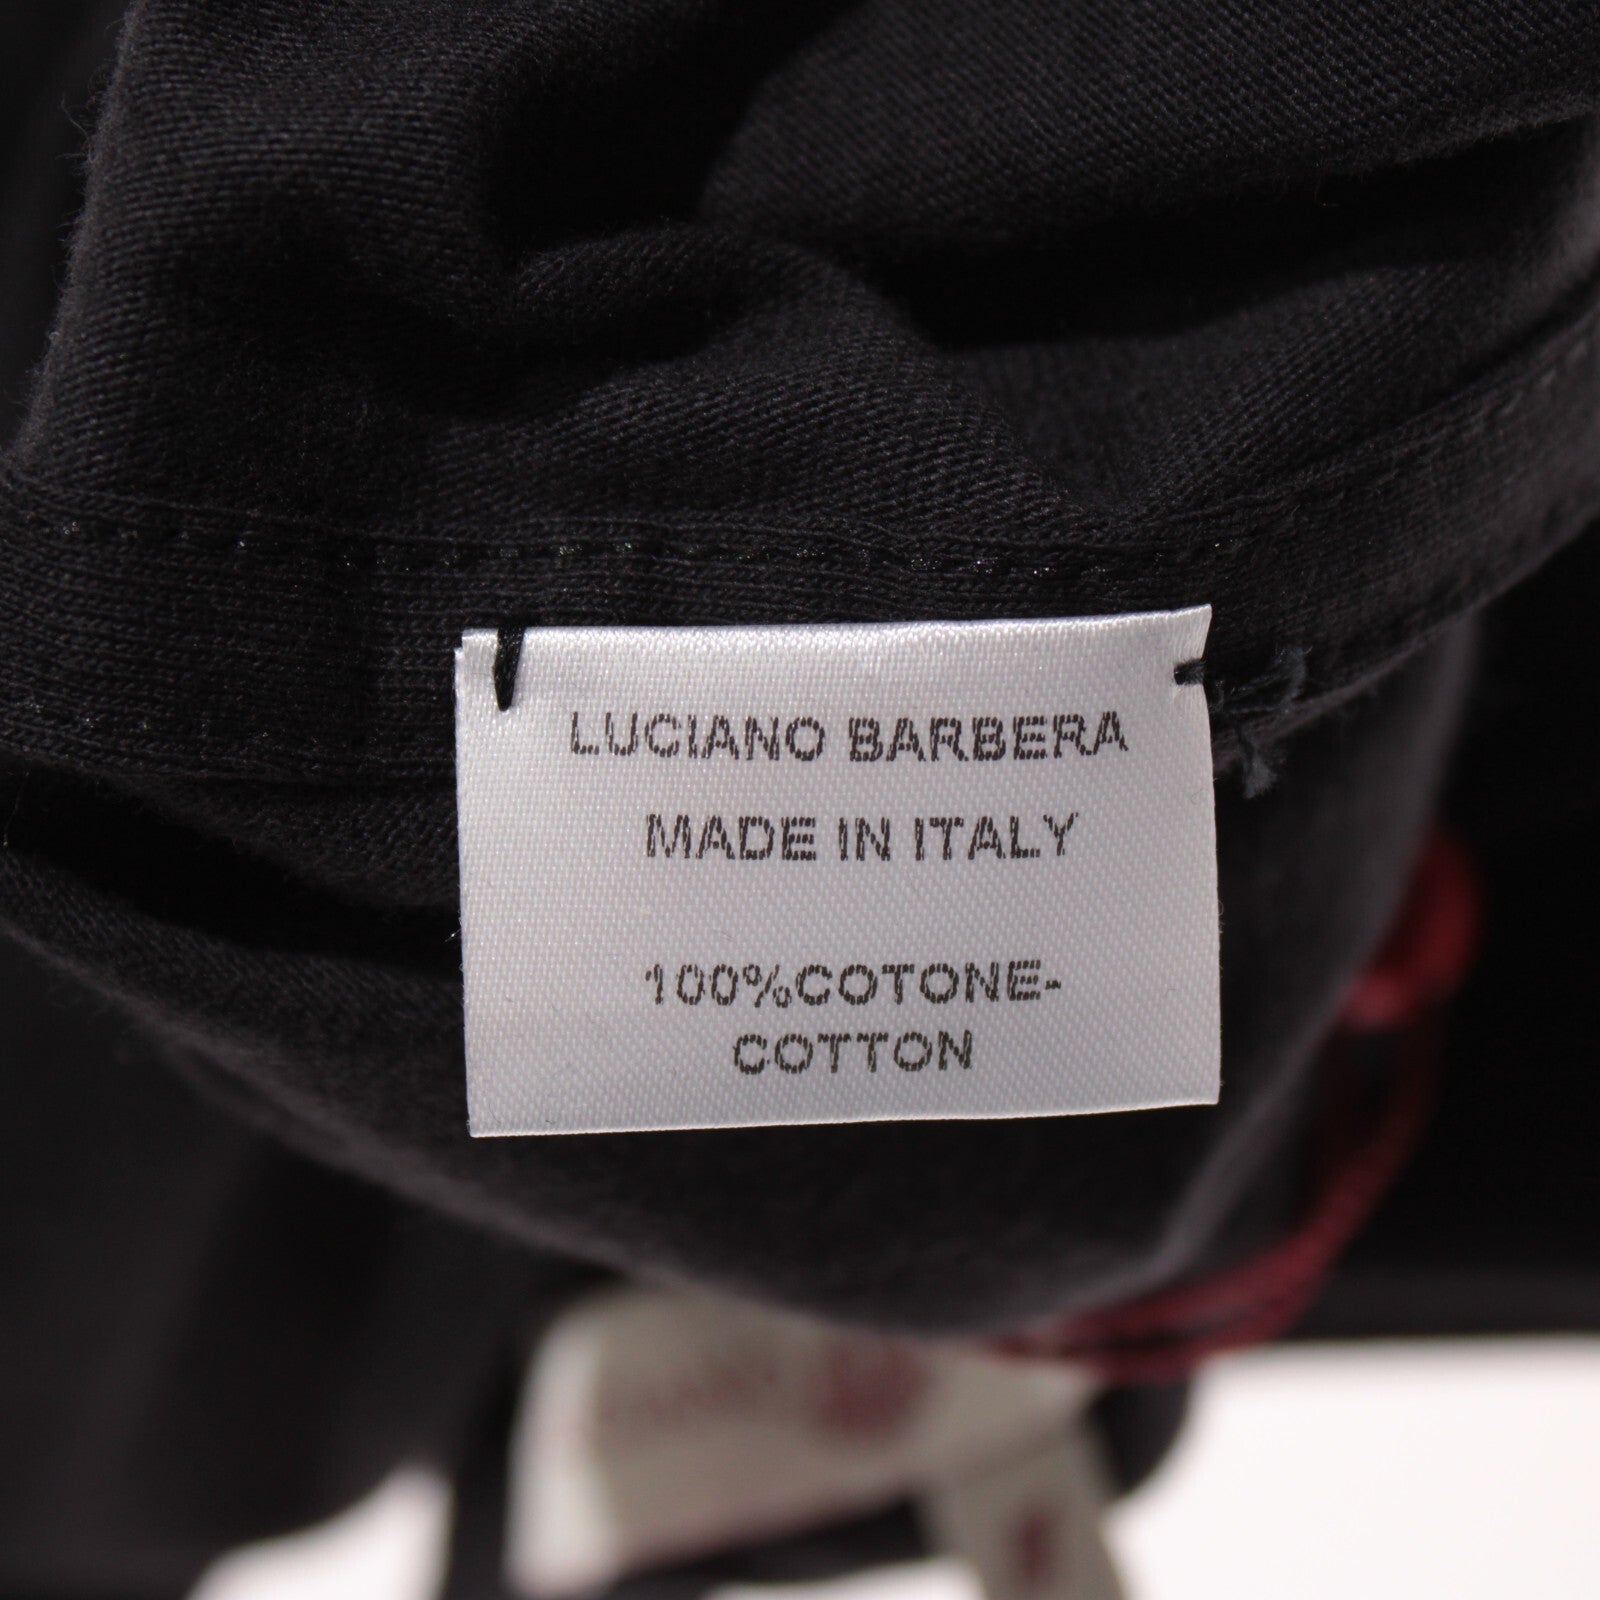 LUCIANO BARBERA
MADE IN ITALY
100%COTONE-
COTTON